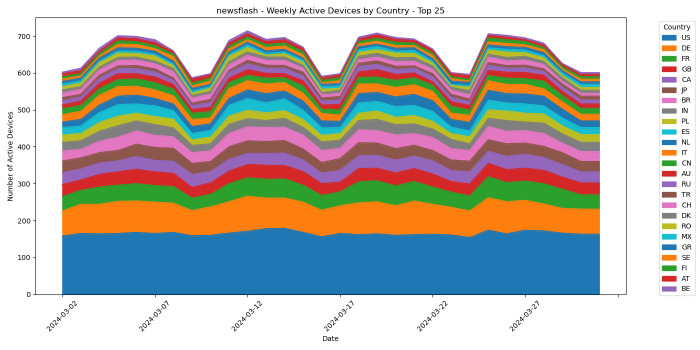 newsflash - Weekly Active Devices by Country - Top 25
Number of Active Devices
700
600
500
400
300
200
100
0
2024-03-02
2024-03-07
2024-03-12
2024-03-17
2024-03-22
2024-03-27
Date
Country
US
DE
FR
GB
CA
JP
BR
IN
PL
ES
NL
IT
CN
AU
RU
TR
CH
DK
RO
MX
GR
SE
FI
AT
BE